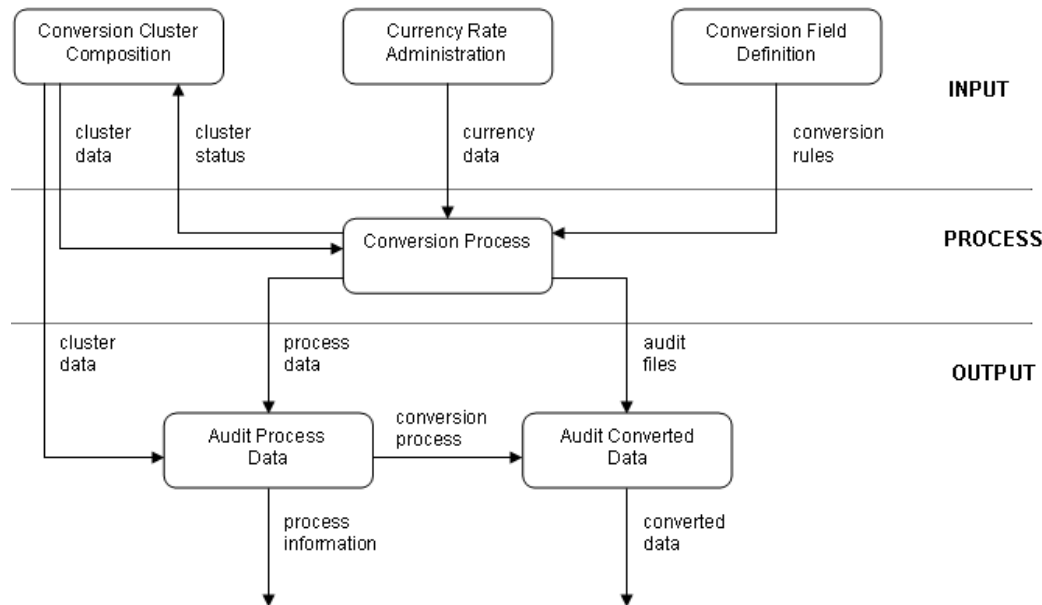 Conversion Cluster
Composition
Currency Rate
Administration
Conversion Field
Definition
INPUT
cluster
data
cluster
status
currency
data
conversion
rules
Conversion Process
PROCESS
cluster
data
process
data
audit
files
OUTPUT
Audit Process
Data
conversion
process
Audit Converted
Data
process
information
converted
data